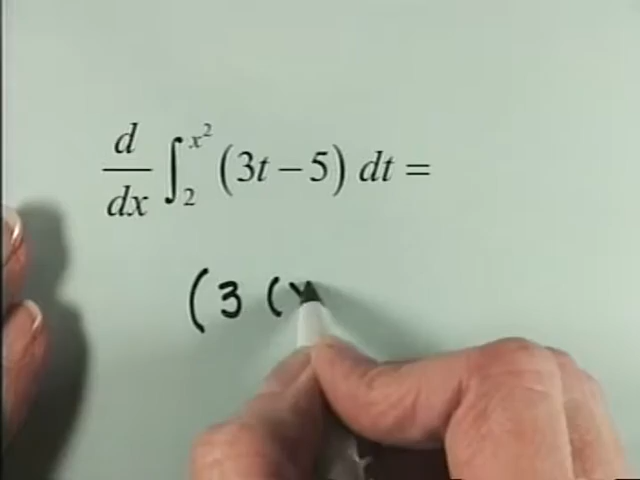 d/dx ∫₂^{x²} (3t − 5) dt =
(3 (